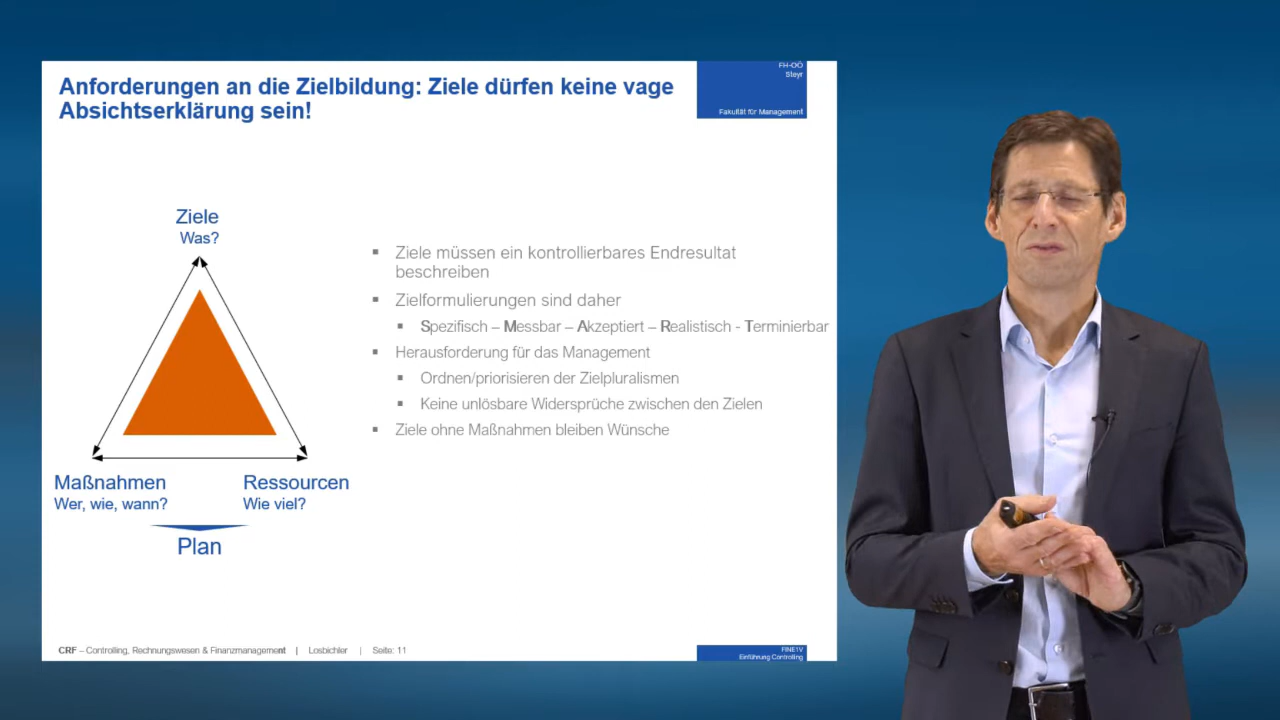 Anforderungen an die Zielbildung: Ziele dürfen keine vage
Absichtserklärung sein!
FH-OÖ
Steyr
Fakultät für Management
Ziele
Was?
Maßnahmen
Wer, wie, wann?
Ressourcen
Wie viel?
Plan
Ziele müssen ein kontrollierbares Endresultat
beschreiben
Zielformulierungen sind daher
Spezifisch – Messbar – Akzeptiert – Realistisch - Terminierbar
Herausforderung für das Management
Ordnen/priorisieren der Zielpluralismen
Keine unlösbare Widersprüche zwischen den Zielen
Ziele ohne Maßnahmen bleiben Wünsche
CRF – Controlling, Rechnungswesen & Finanzmanagement | Losbichler | Seite: 11
FINE1V
Einführung Controlling